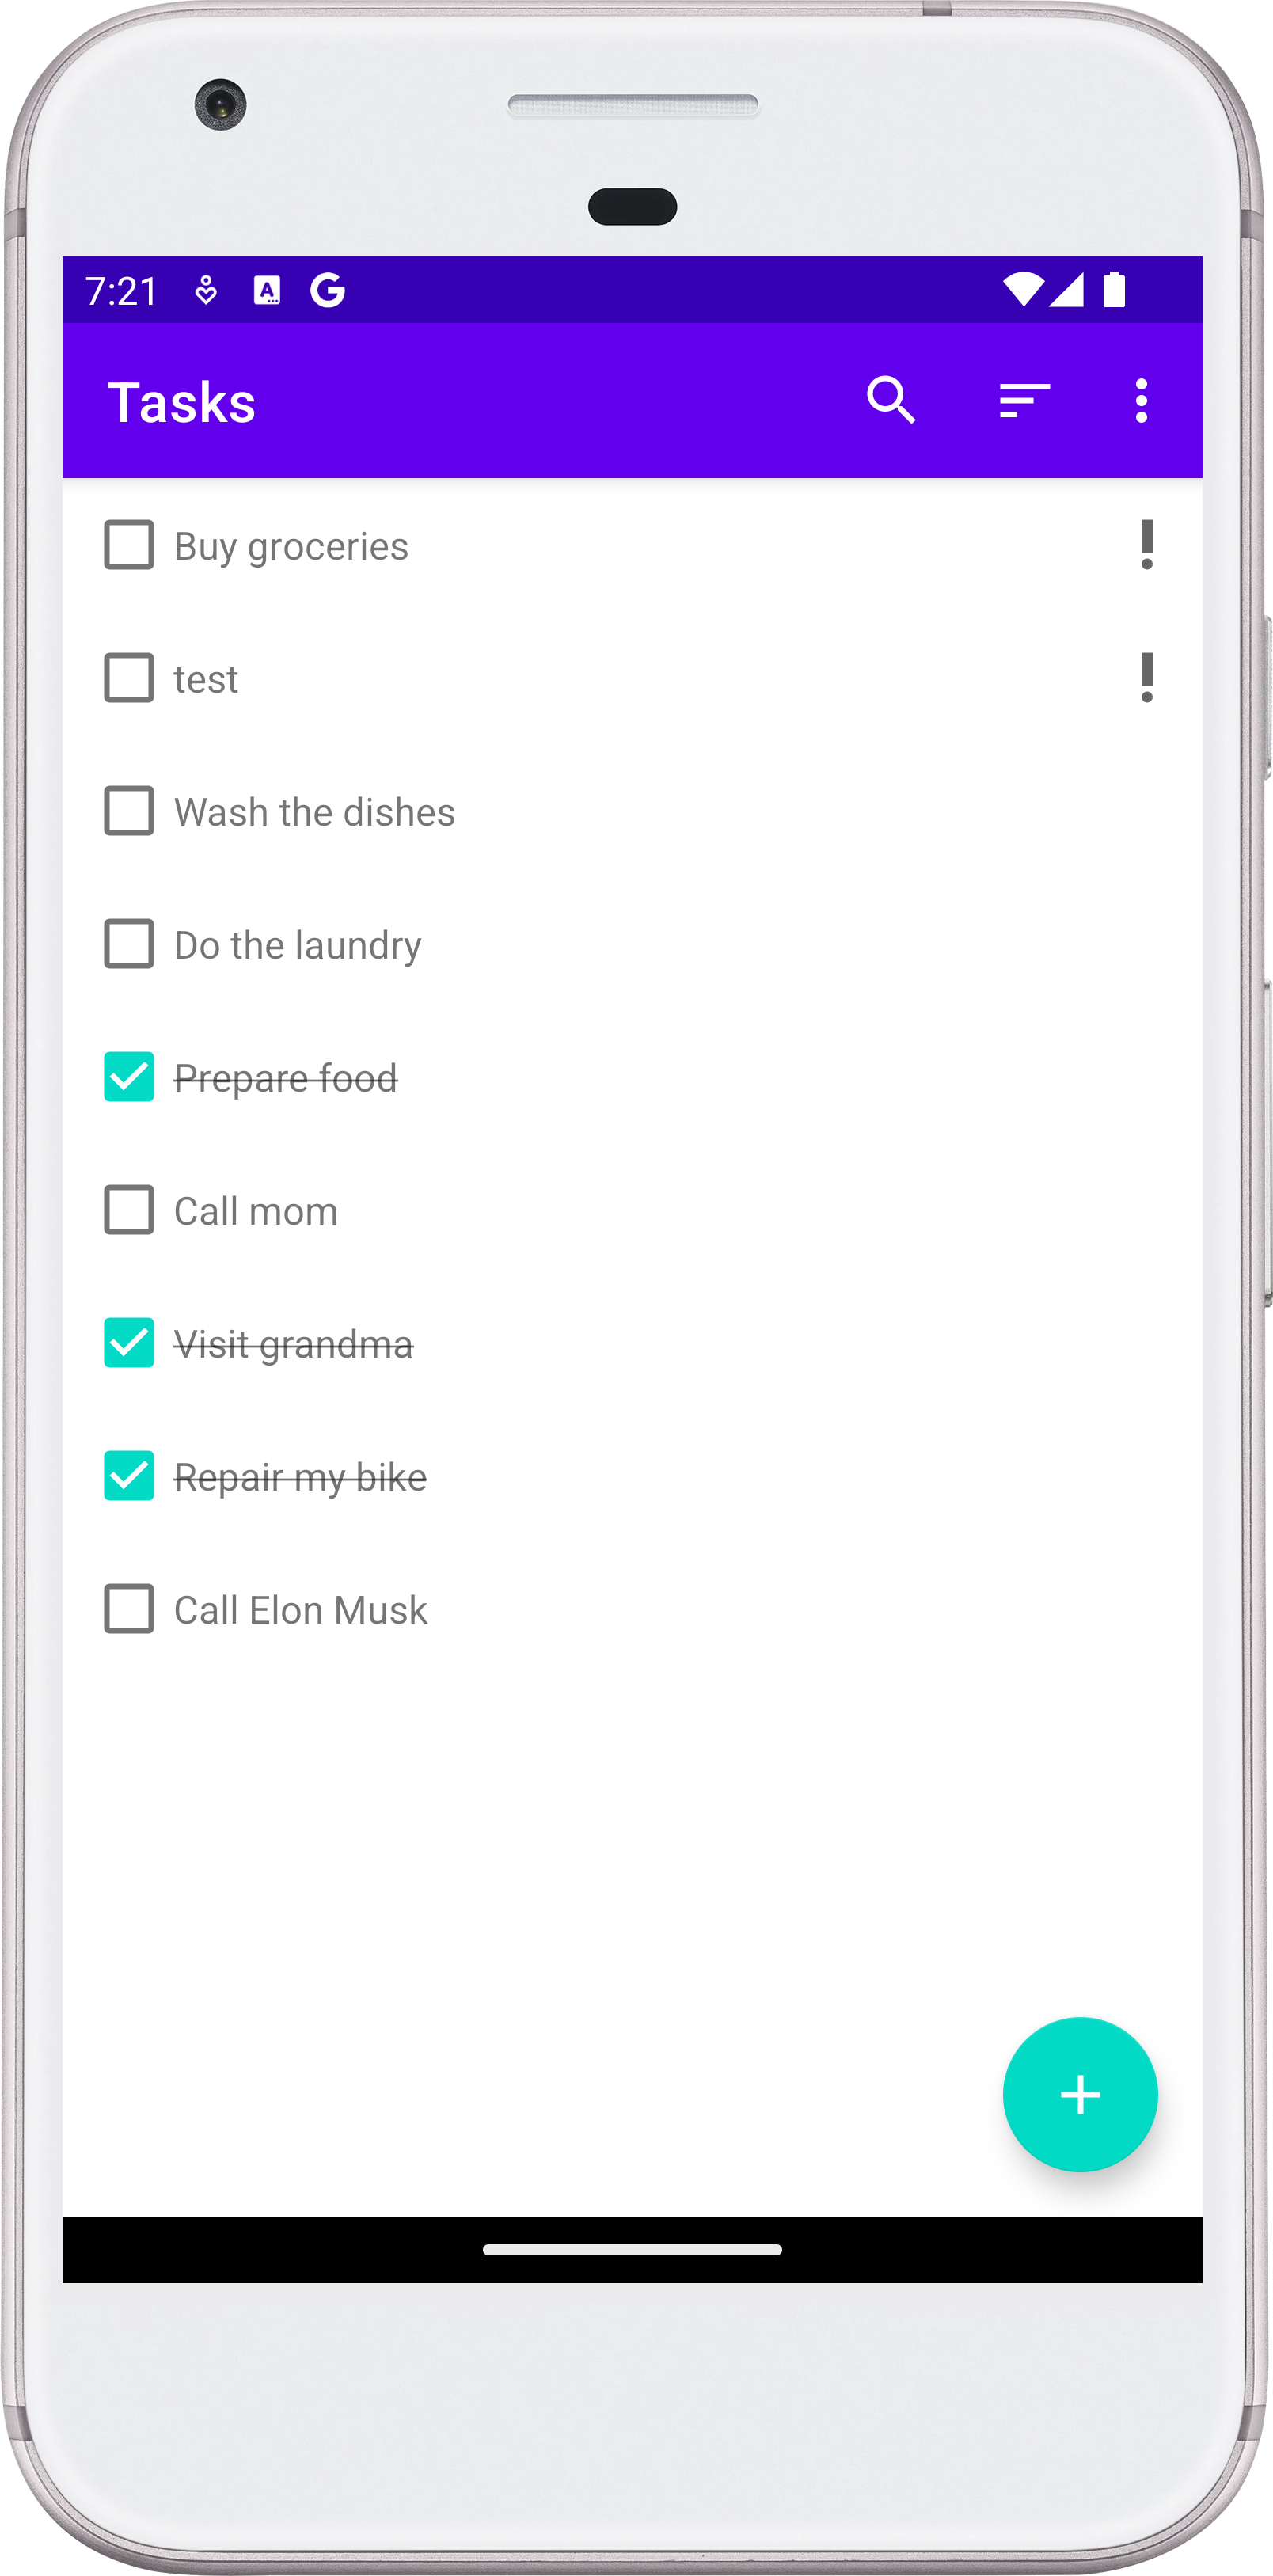 7:21
Tasks
Buy groceries
test
Wash the dishes
Do the laundry
Prepare food
Call mom
Visit grandma
Repair my bike
Call Elon Musk